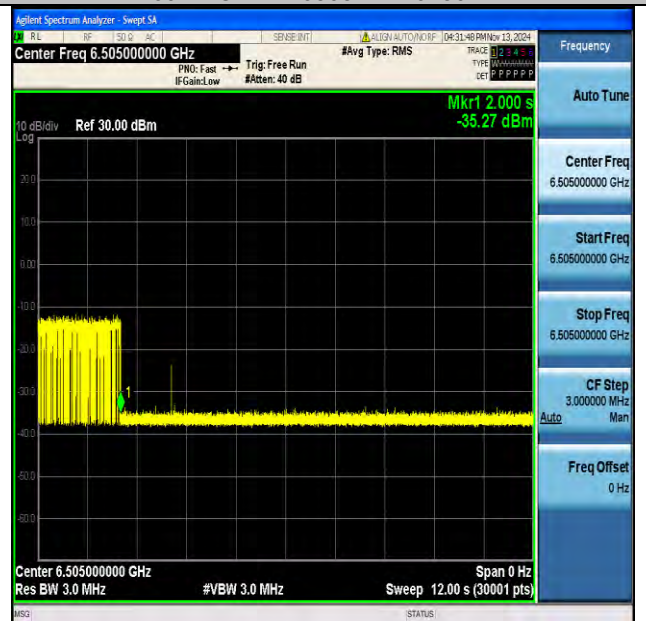 Agilent Spectrum Analyzer - Swept SA
RL RF 50 Ω AC SENSE:INT ALIGN AUTO/NO RF 04:31:48 PM Nov 13, 2024
Center Freq 6.505000000 GHz
PNO: Fast Trig: Free Run
IFGain:Low #Atten: 40 dB
#Avg Type: RMS
TRACE 1 2 3 4 5 6
TYPE
DET P P P P P P
Mkr1 2.000 s
-35.27 dBm
10 dB/div Ref 30.00 dBm
Log
20.0
10.0
0.00
-10.0
-20.0
-30.0
-40.0
-50.0
-60.0
1
Center 6.505000000 GHz Span 0 Hz
Res BW 3.0 MHz #VBW 3.0 MHz Sweep 12.00 s (30001 pts)
MSG STATUS
Frequency
Auto Tune
Center Freq
6.505000000 GHz
Start Freq
6.505000000 GHz
Stop Freq
6.505000000 GHz
CF Step
3.000000 MHz
Auto Man
Freq Offset
0 Hz